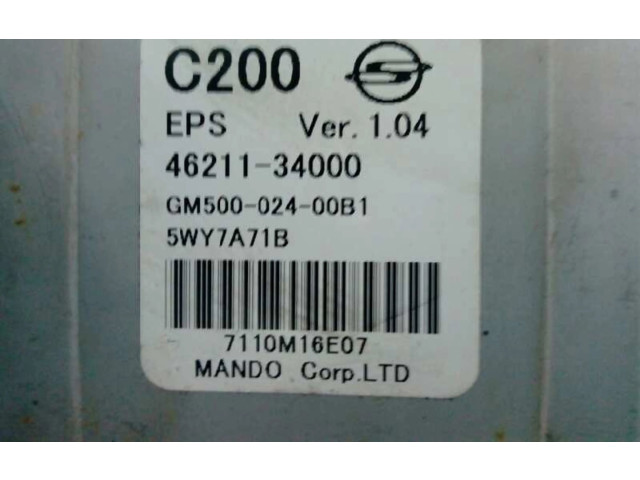 C200
EPS Ver. 1.04
46211-34000
GM500-024-00B1
5WY7A71B
7110M16E07
MANDO Corp.LTD